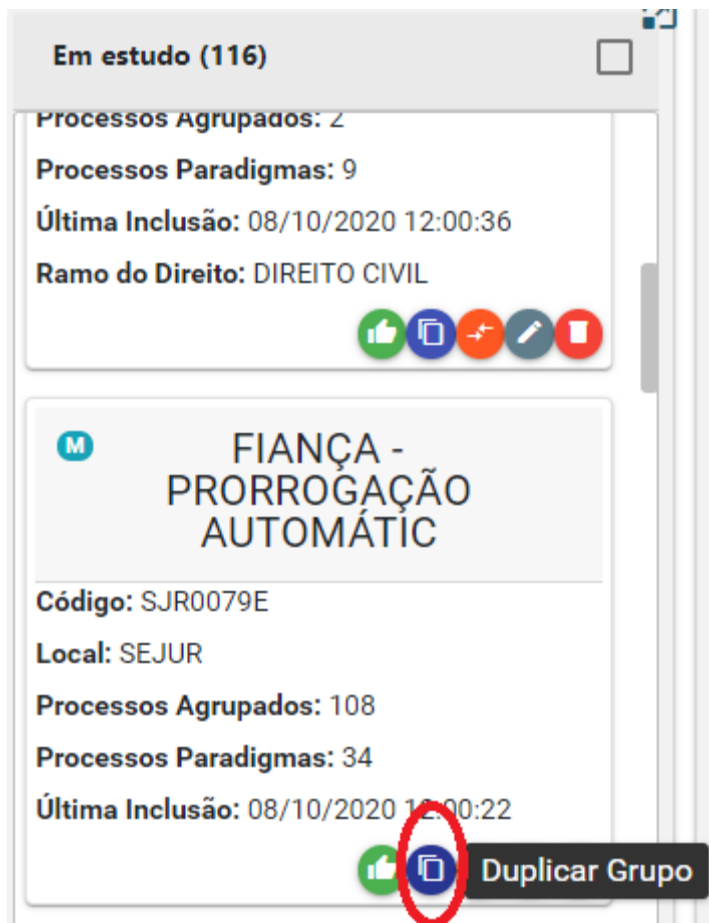 Em estudo (116)
Processos Agrupados: 2
Processos Paradigmas: 9
Última Inclusão: 08/10/2020 12:00:36
Ramo do Direito: DIREITO CIVIL
M
FIANÇA -
PRORROGAÇÃO
AUTOMÁTIC
Código: SJR0079E
Local: SEJUR
Processos Agrupados: 108
Processos Paradigmas: 34
Última Inclusão: 08/10/2020 12:00:22
Duplicar Grupo